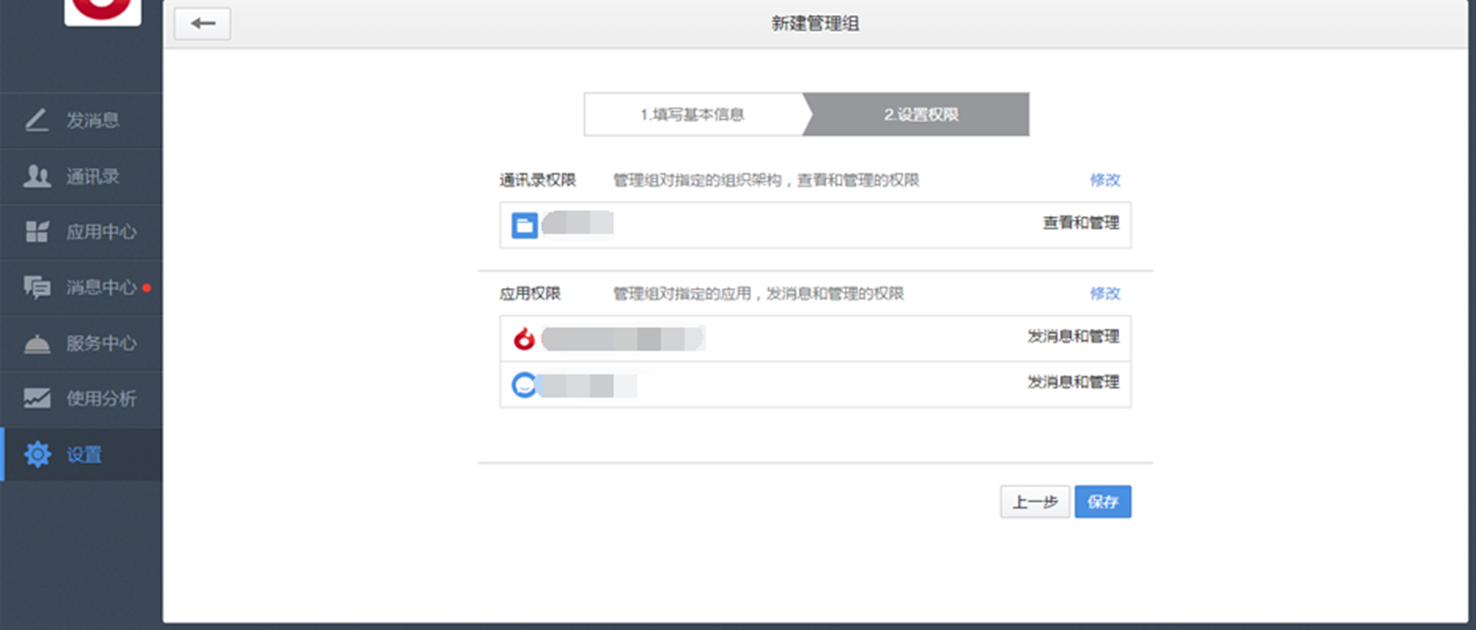 新建管理组
发消息
通讯录
应用中心
消息中心
服务中心
使用分析
设置
1.填写基本信息
2.设置权限
通讯录权限 管理组对指定的组织架构，查看和管理的权限 修改
查看和管理
应用权限 管理组对指定的应用，发消息和管理的权限 修改
发消息和管理
发消息和管理
上一步 保存